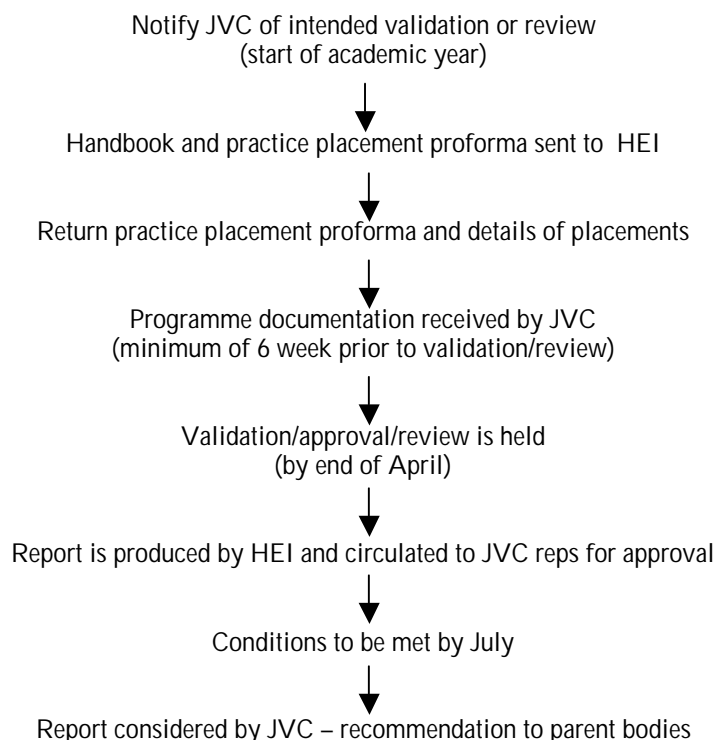 Notify JVC of intended validation or review
(start of academic year)
Handbook and practice placement proforma sent to HEI
Return practice placement proforma and details of placements
Programme documentation received by JVC
(minimum of 6 week prior to validation/review)
Validation/approval/review is held
(by end of April)
Report is produced by HEI and circulated to JVC reps for approval
Conditions to be met by July
Report considered by JVC – recommendation to parent bodies